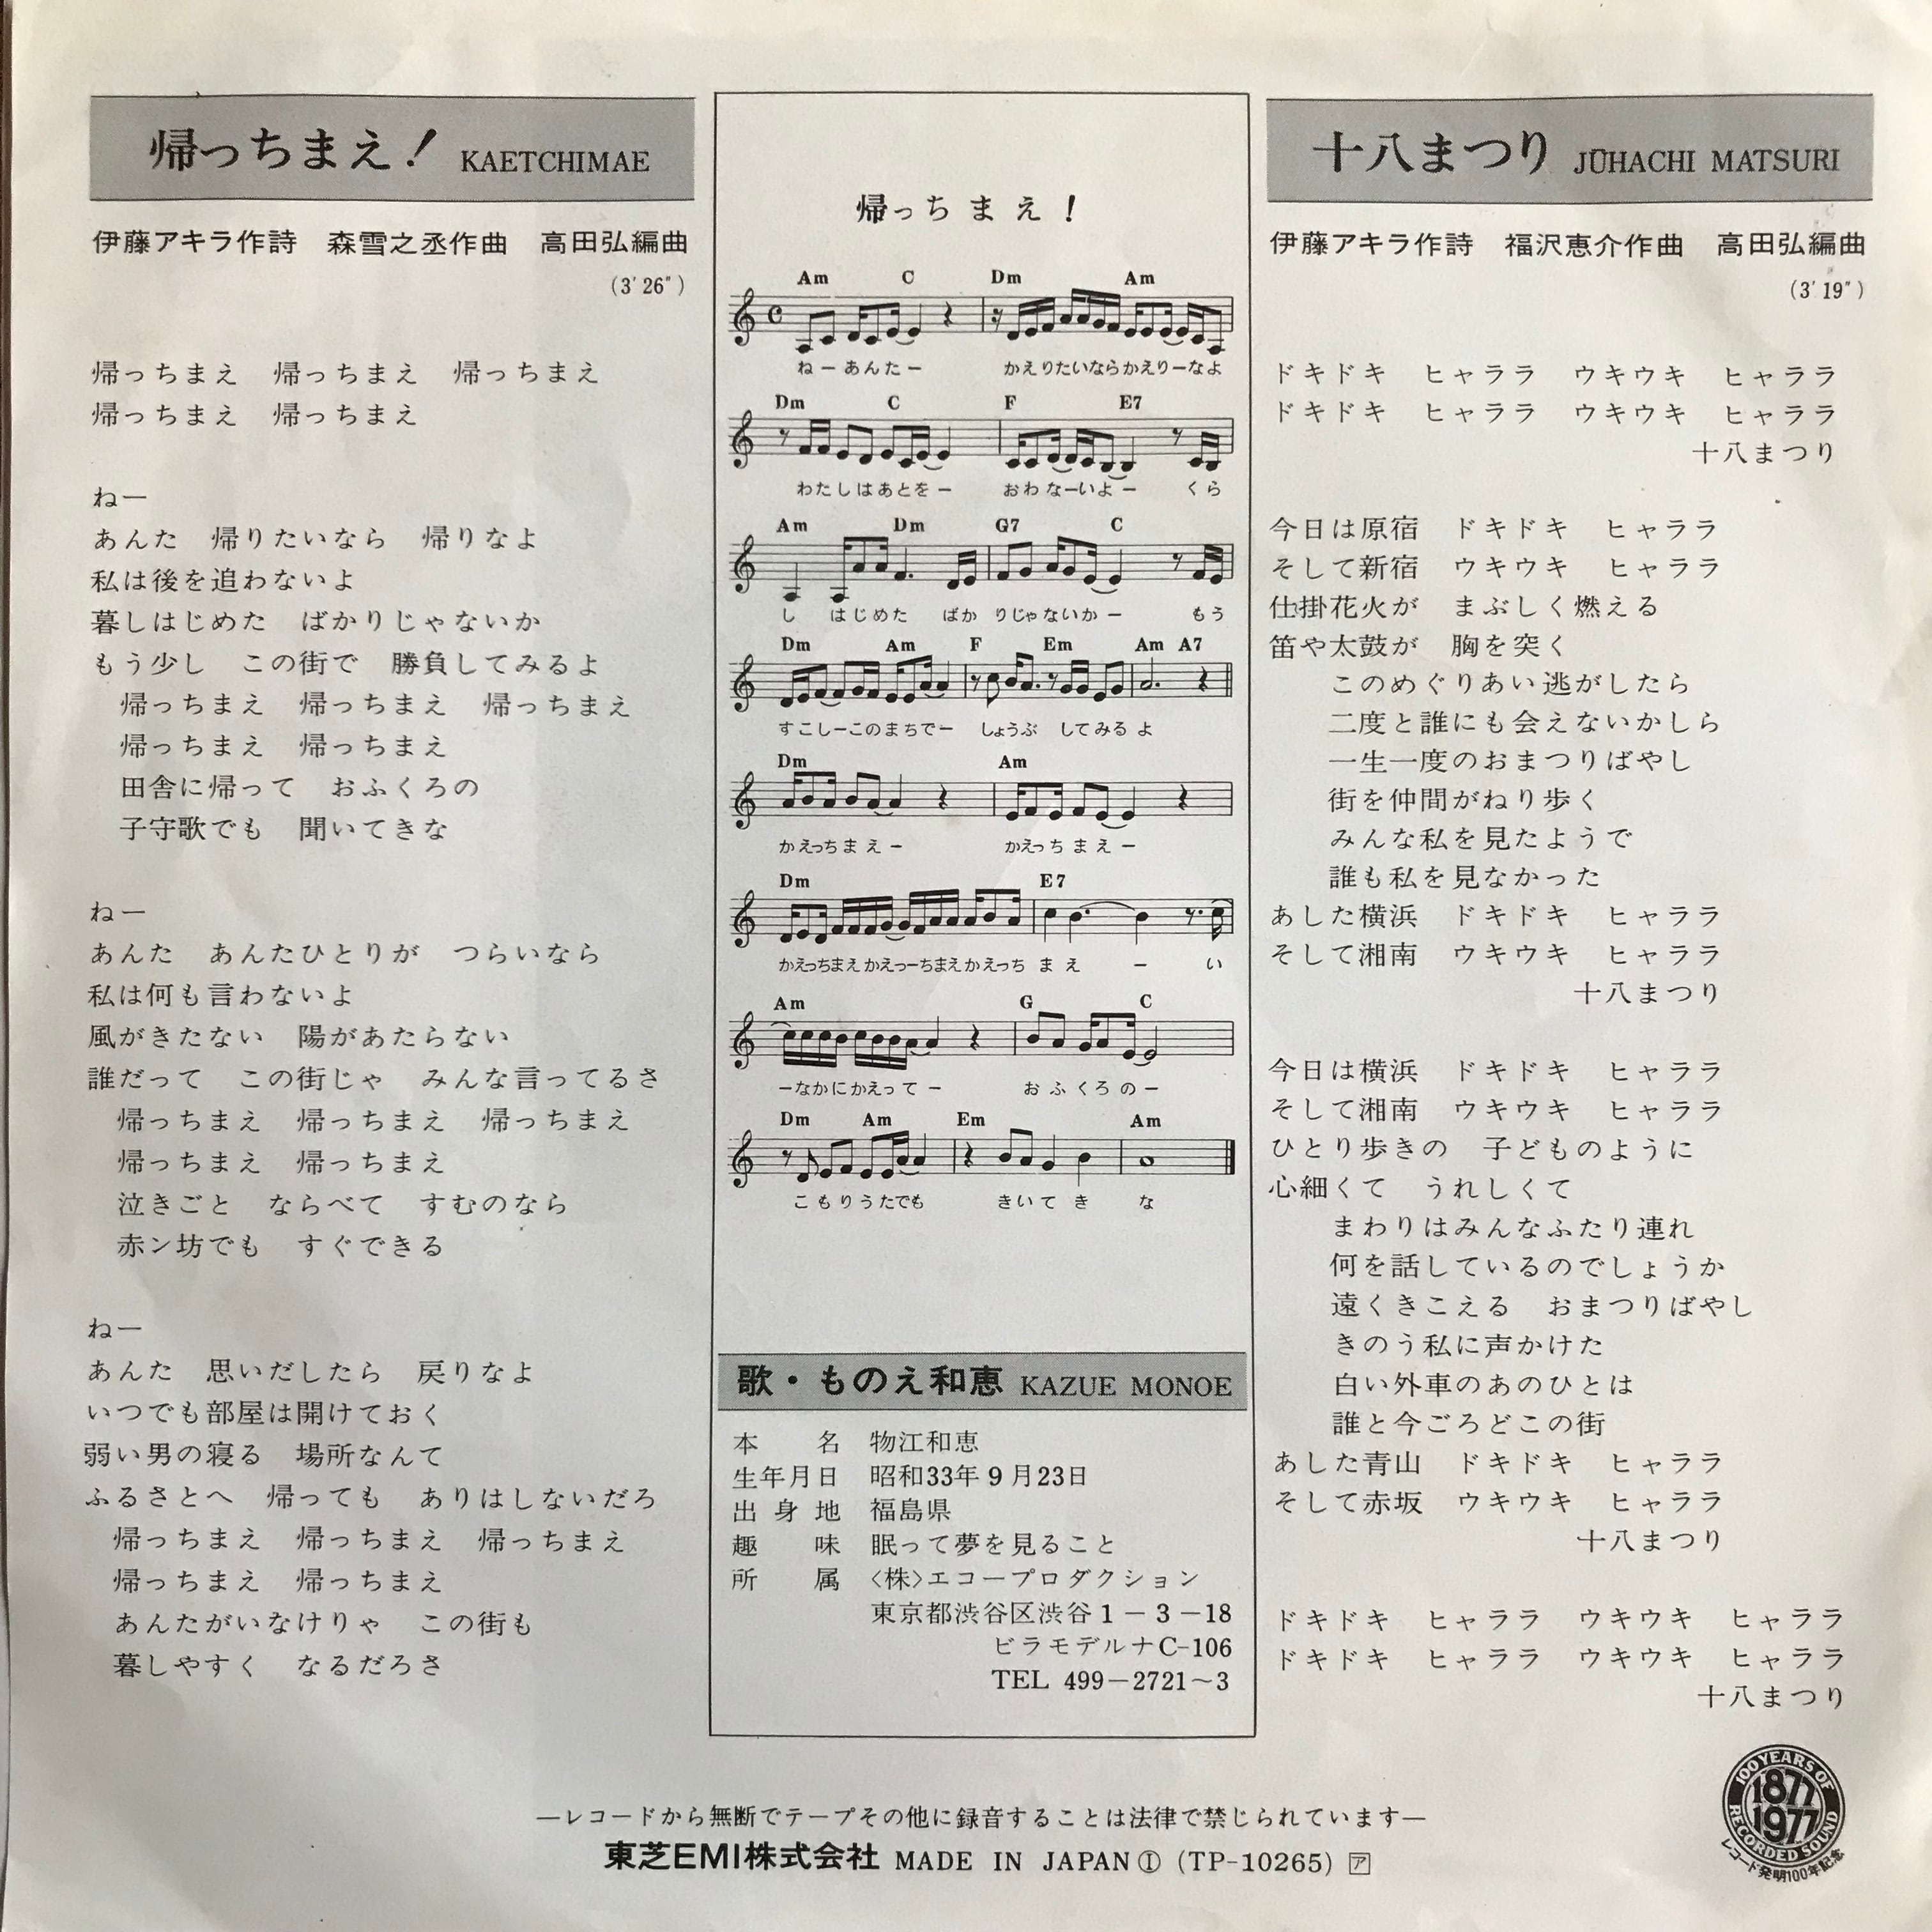 帰っちまえ! KAETCHIMAE
伊藤アキラ作詩　森雪之丞作曲　高田弘編曲
(3′26″)
帰っちまえ　帰っちまえ　帰っちまえ
帰っちまえ　帰っちまえ
ねー
あんた　帰りたいなら　帰りなよ
私は後を追わないよ
暮しはじめた　ばかりじゃないか
もう少し　この街で　勝負してみるよ
帰っちまえ　帰っちまえ　帰っちまえ
帰っちまえ　帰っちまえ
田舎に帰って　おふくろの
子守歌でも　聞いてきな
ねー
あんた　あんたひとりが　つらいなら
私は何も言わないよ
風がきたない　陽があたらない
誰だって　この街じゃ　みんな言ってるさ
帰っちまえ　帰っちまえ　帰っちまえ
帰っちまえ　帰っちまえ
泣きごと　ならべて　すむのなら
赤ン坊でも　すぐできる
ねー
あんた　思いだしたら　戻りなよ
いつでも部屋は開けておく
弱い男の寝る　場所なんて
ふるさとへ　帰っても　ありはしないだろ
帰っちまえ　帰っちまえ　帰っちまえ
帰っちまえ　帰っちまえ
あんたがいなけりゃ　この街も
暮しやすく　なるだろさ
帰っちまえ!
Am C Dm Am
ねーあんたー　かえりたいならかえりーなよ
Dm C F E7
わたしはあとをー　おわなーいよー　くら
Am Dm G7 C
し　はじめた　ばか　りじゃないかー　もう
Dm Am F Em Am A7
すこしーこのまちでー　しょうぶ　してみるよ
Dm Am
かえっちまえー　かえっちまえー
Dm E7
かえっちまえかえっーちまえかえっち　まえ　ー　い
Am G C
ーなかにかえってー　おふくろのー
Dm Am Em Am
こもりうたでも　きいてき　な
歌・ものえ和恵 KAZUE MONOE
本　名　物江和恵
生年月日　昭和33年9月23日
出身地　福島県
趣　味　眠って夢を見ること
所　属　〈株〉エコープロダクション
東京都渋谷区渋谷1－3－18
ビラモデルナC-106
TEL 499－2721～3
十八まつり JŪHACHI MATSURI
伊藤アキラ作詩　福沢恵介作曲　高田弘編曲
(3′19″)
ドキドキ　ヒャララ　ウキウキ　ヒャララ
ドキドキ　ヒャララ　ウキウキ　ヒャララ
十八まつり
今日は原宿　ドキドキ　ヒャララ
そして新宿　ウキウキ　ヒャララ
仕掛花火が　まぶしく燃える
笛や太鼓が　胸を突く
このめぐりあい逃がしたら
二度と誰にも会えないかしら
一生一度のおまつりばやし
街を仲間がねり歩く
みんな私を見たようで
誰も私を見なかった
あした横浜　ドキドキ　ヒャララ
そして湘南　ウキウキ　ヒャララ
十八まつり
今日は横浜　ドキドキ　ヒャララ
そして湘南　ウキウキ　ヒャララ
ひとり歩きの　子どものように
心細くて　うれしくて
まわりはみんなふたり連れ
何を話しているのでしょうか
遠くきこえる　おまつりばやし
きのう私に声かけた
白い外車のあのひとは
誰と今ごろどこの街
あした青山　ドキドキ　ヒャララ
そして赤坂　ウキウキ　ヒャララ
十八まつり
ドキドキ　ヒャララ　ウキウキ　ヒャララ
ドキドキ　ヒャララ　ウキウキ　ヒャララ
十八まつり
100 YEARS OF
1877
1977
RECORDED SOUND
レコード発明100年記念
―レコードから無断でテープその他に録音することは法律で禁じられています―
東芝EMI株式会社 MADE IN JAPAN Ⓘ (TP-10265) ア